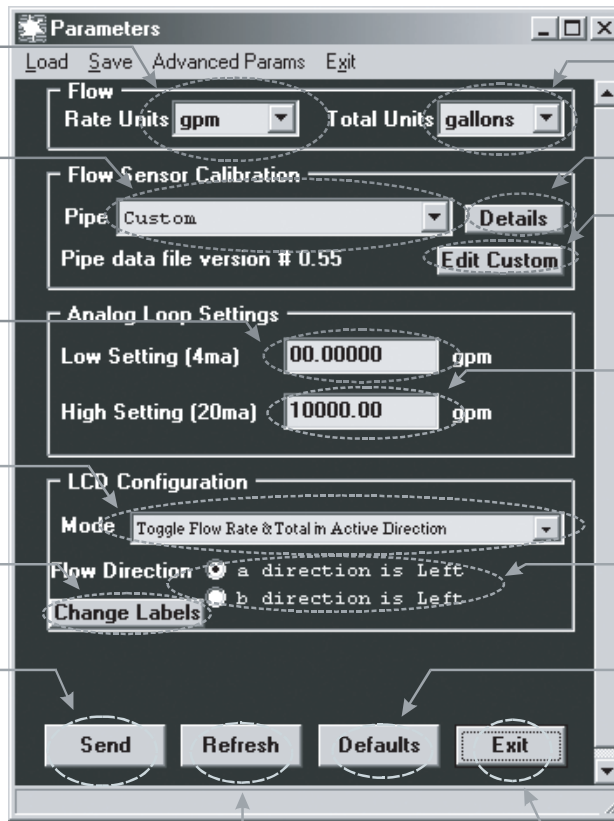 Parameters
Load Save Advanced Params Exit
Flow
Rate Units gpm Total Units gallons
Flow Sensor Calibration
Pipe Custom Details
Pipe data file version # 0.55 Edit Custom
Analog Loop Settings
Low Setting (4ma) 00.00000 gpm
High Setting (20ma) 10000.00 gpm
LCD Configuration
Mode Toggle Flow Rate & Total in Active Direction
Flow Direction a direction is Left
b direction is Left
Change Labels
Send Refresh Defaults Exit